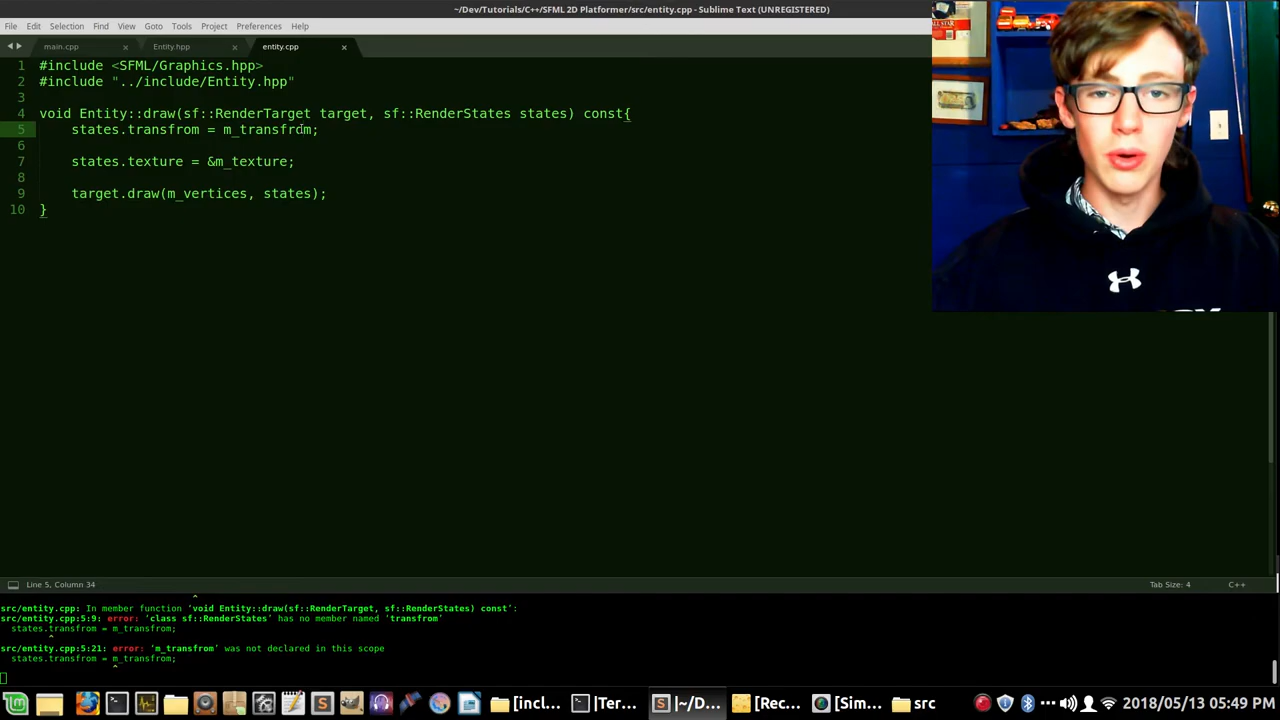 ~/Dev/Tutorials/C++/SFML 2D Platformer/src/entity.cpp - Sublime Text (UNREGISTERED)
File Edit Selection Find View Goto Tools Project Preferences Help
main.cpp × Entity.hpp × entity.cpp ×
1 #include <SFML/Graphics.hpp>
2 #include "../include/Entity.hpp"
3
4 void Entity::draw(sf::RenderTarget target, sf::RenderStates states) const{
5 states.transfrom = m_transfrom;
6
7 states.texture = &m_texture;
8
9 target.draw(m_vertices, states);
10 }
Line 5, Column 34 Tab Size: 4 C++
^
src/entity.cpp: In member function ‘void Entity::draw(sf::RenderTarget, sf::RenderStates) const’:
src/entity.cpp:5:9: error: ‘class sf::RenderStates’ has no member named ‘transfrom’
states.transfrom = m_transfrom;
^
src/entity.cpp:5:21: error: ‘m_transfrom’ was not declared in this scope
states.transfrom = m_transfrom;
^
[inclu... |Ter... |~/D... [Rec... [Sim... src 2018/05/13 05:49 PM